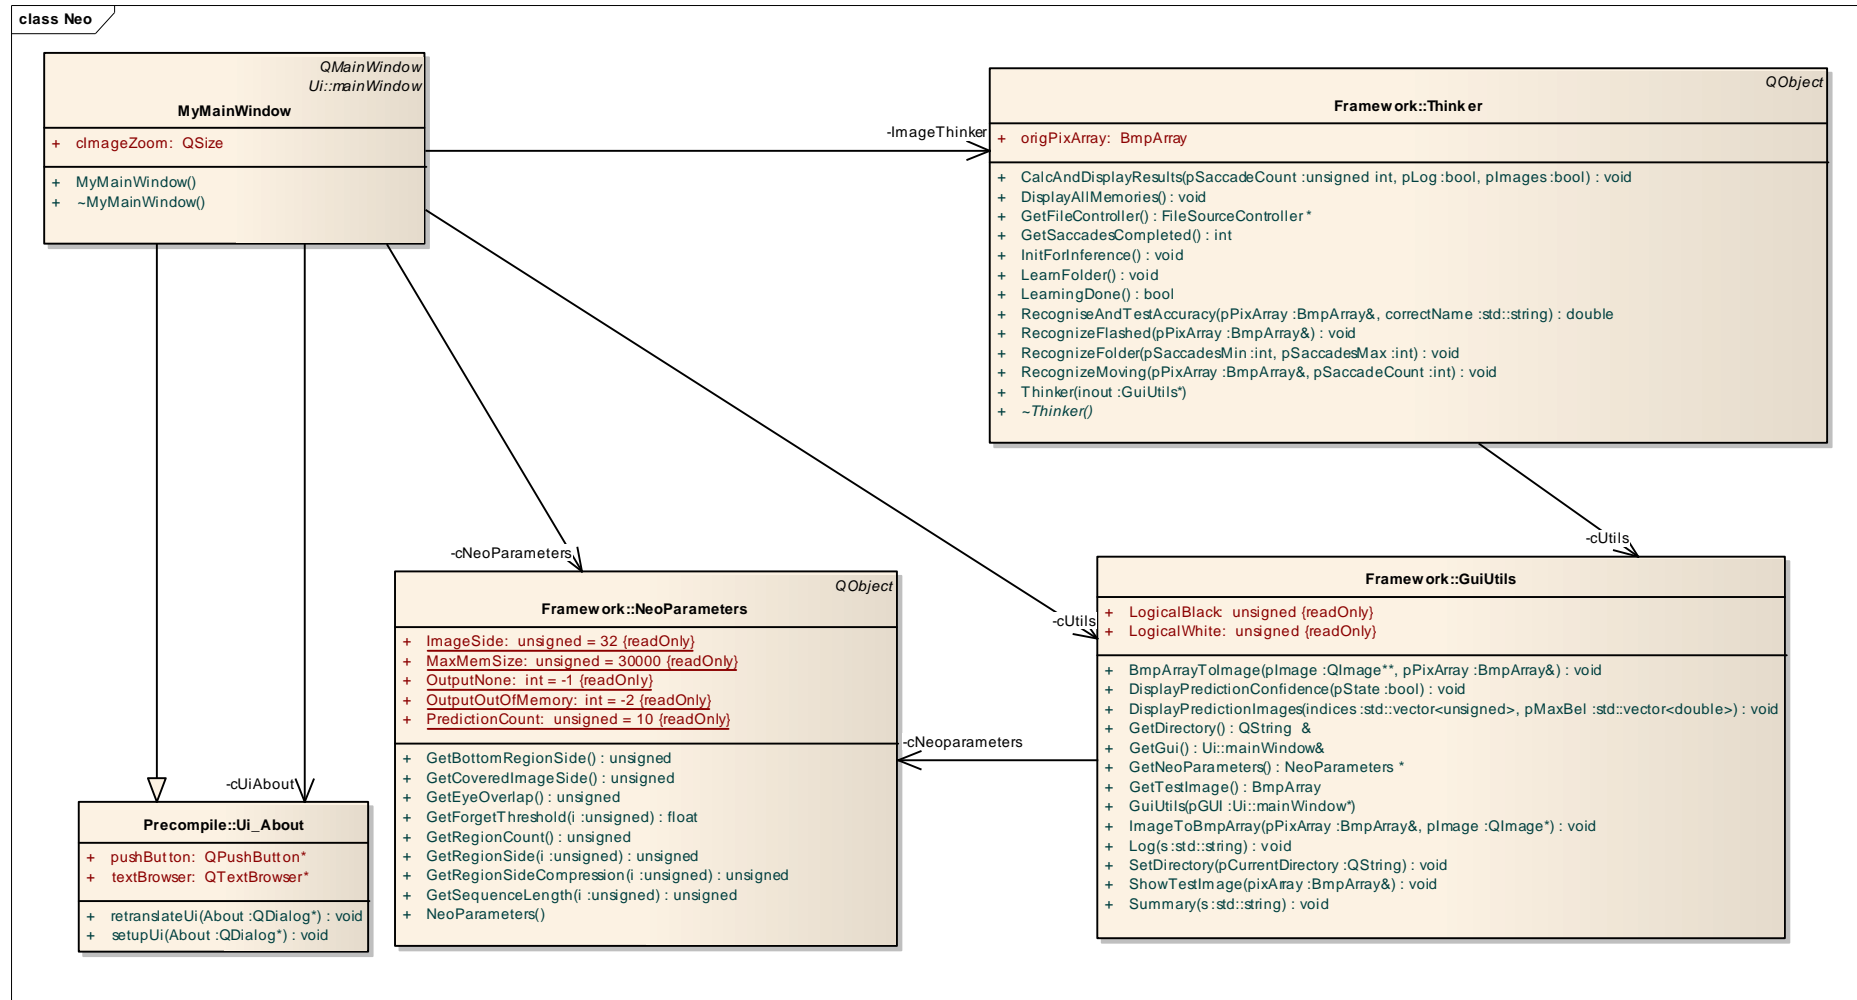 class Neo
QMainWindow
Ui::mainWindow
MyMainWindow
+ cImageZoom: QSize
+ MyMainWindow()
+ ~MyMainWindow()
-ImageThinker
QObject
Framework::Thinker
+ origPixArray: BmpArray
+ CalcAndDisplayResults(pSaccadeCount :unsigned int, pLog :bool, pImages :bool) : void
+ DisplayAllMemories() : void
+ GetFileController() : FileSourceController*
+ GetSaccadesCompleted() : int
+ InitForInference() : void
+ LearnFolder() : void
+ LearningDone() : bool
+ RecogniseAndTestAccuracy(pPixArray :BmpArray&, correctName :std::string) : double
+ RecognizeFlashed(pPixArray :BmpArray&) : void
+ RecognizeFolder(pSaccadesMin :int, pSaccadesMax :int) : void
+ RecognizeMoving(pPixArray :BmpArray&, pSaccadeCount :int) : void
+ Thinker(inout :GuiUtils*)
+ ~Thinker()
-cUtils
-cNeoParameters
QObject
Framework::NeoParameters
+ ImageSide: unsigned = 32 {readOnly}
+ MaxMemSize: unsigned = 30000 {readOnly}
+ OutputNone: int = -1 {readOnly}
+ OutputOutOfMemory: int = -2 {readOnly}
+ PredictionCount: unsigned = 10 {readOnly}
+ GetBottomRegionSide() : unsigned
+ GetCoveredImageSide() : unsigned
+ GetEyeOverlap() : unsigned
+ GetForgetThreshold(i :unsigned) : float
+ GetRegionCount() : unsigned
+ GetRegionSide(i :unsigned) : unsigned
+ GetRegionSideCompression(i :unsigned) : unsigned
+ GetSequenceLength(i :unsigned) : unsigned
+ NeoParameters()
-cUtils
Framework::GuiUtils
+ LogicalBlack: unsigned {readOnly}
+ LogicalWhite: unsigned {readOnly}
+ BmpArrayToImage(pImage :QImage**, pPixArray :BmpArray&) : void
+ DisplayPredictionConfidence(pState :bool) : void
+ DisplayPredictionImages(indices :std::vector<unsigned>, pMaxBel :std::vector<double>) : void
+ GetDirectory() : QString &
+ GetGui() : Ui::mainWindow&
+ GetNeoParameters() : NeoParameters *
+ GetTestImage() : BmpArray
+ GuiUtils(pGUI :Ui::mainWindow*)
+ ImageToBmpArray(pPixArray :BmpArray&, pImage :QImage*) : void
+ Log(s :std::string) : void
+ SetDirectory(pCurrentDirectory :QString) : void
+ ShowTestImage(pixArray :BmpArray&) : void
+ Summary(s :std::string) : void
-cNeoparameters
-cUiAbout
Precompile::Ui_About
+ pushButton: QPushButton*
+ textBrowser: QTextBrowser*
+ retranslateUi(About :QDialog*) : void
+ setupUi(About :QDialog*) : void